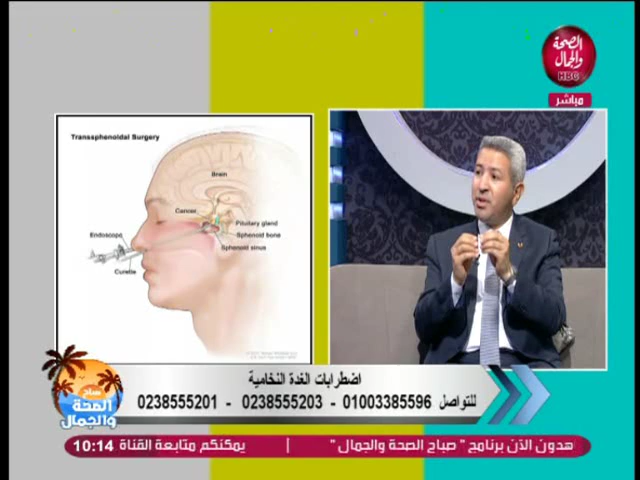 الصحة
والجمال
HBC
مباشر
Transsphenoidal Surgery
Brain
Cancer
Pituitary gland
Endoscope
Sphenoid bone
Sphenoid sinus
Curette
اضطرابات الغدة النخامية
للتواصل 01003385596 - 0238555203 - 0238555201
صباح
الصحة
والجمال
هدون الآن برنامج " صباح الصحة والجمال " | يمكنكم متابعة القناة 10:14